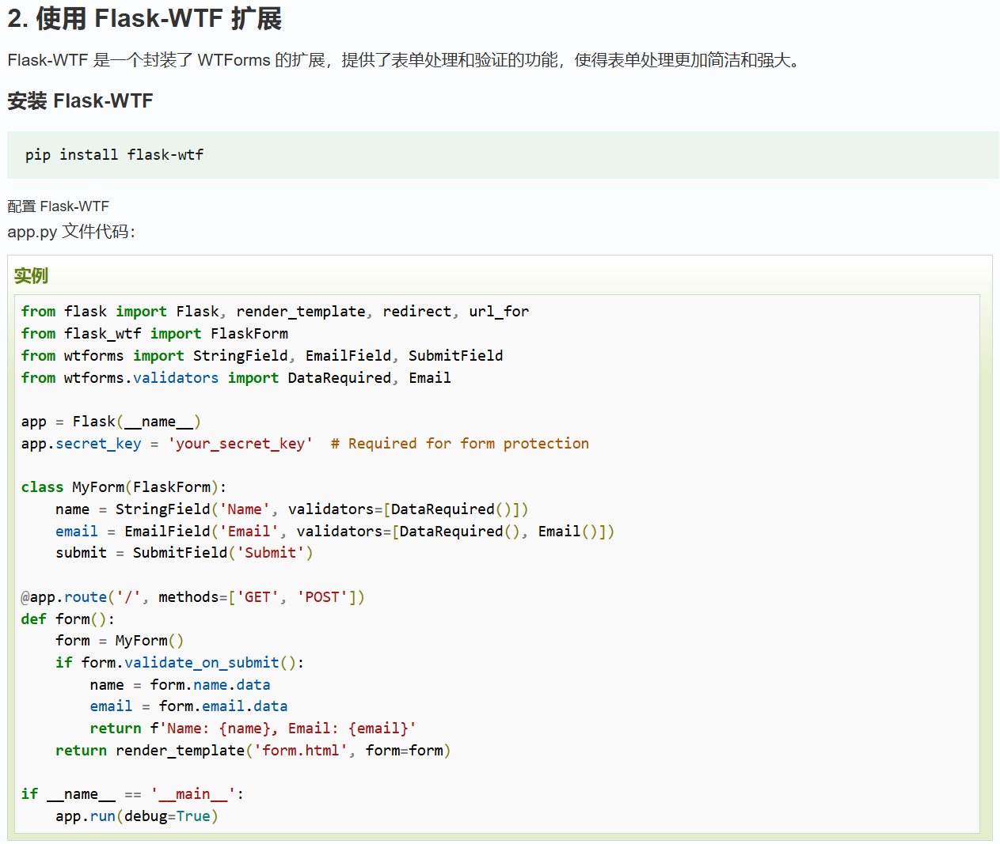 2. 使用 Flask-WTF 扩展
Flask-WTF 是一个封装了 WTForms 的扩展，提供了表单处理和验证的功能，使得表单处理更加简洁和强大。
安装 Flask-WTF
pip install flask-wtf
配置 Flask-WTF
app.py 文件代码：
实例
from flask import Flask, render_template, redirect, url_for
from flask_wtf import FlaskForm
from wtforms import StringField, EmailField, SubmitField
from wtforms.validators import DataRequired, Email

app = Flask(__name__)
app.secret_key = 'your_secret_key'  # Required for form protection

class MyForm(FlaskForm):
    name = StringField('Name', validators=[DataRequired()])
    email = EmailField('Email', validators=[DataRequired(), Email()])
    submit = SubmitField('Submit')

@app.route('/', methods=['GET', 'POST'])
def form():
    form = MyForm()
    if form.validate_on_submit():
        name = form.name.data
        email = form.email.data
        return f'Name: {name}, Email: {email}'
    return render_template('form.html', form=form)

if __name__ == '__main__':
    app.run(debug=True)